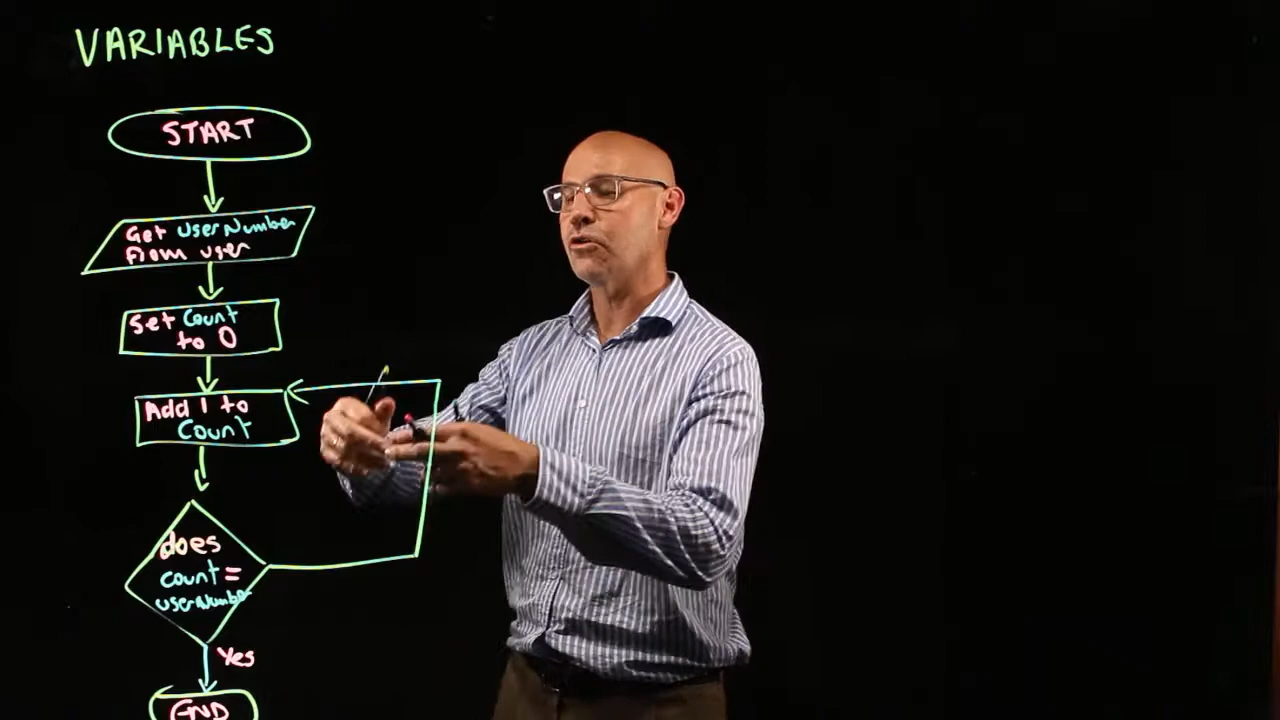 VARIABLES
START
Get userNumber
From user
Set Count
to 0
Add 1 to
Count
does
count =
userNumber
Yes
END